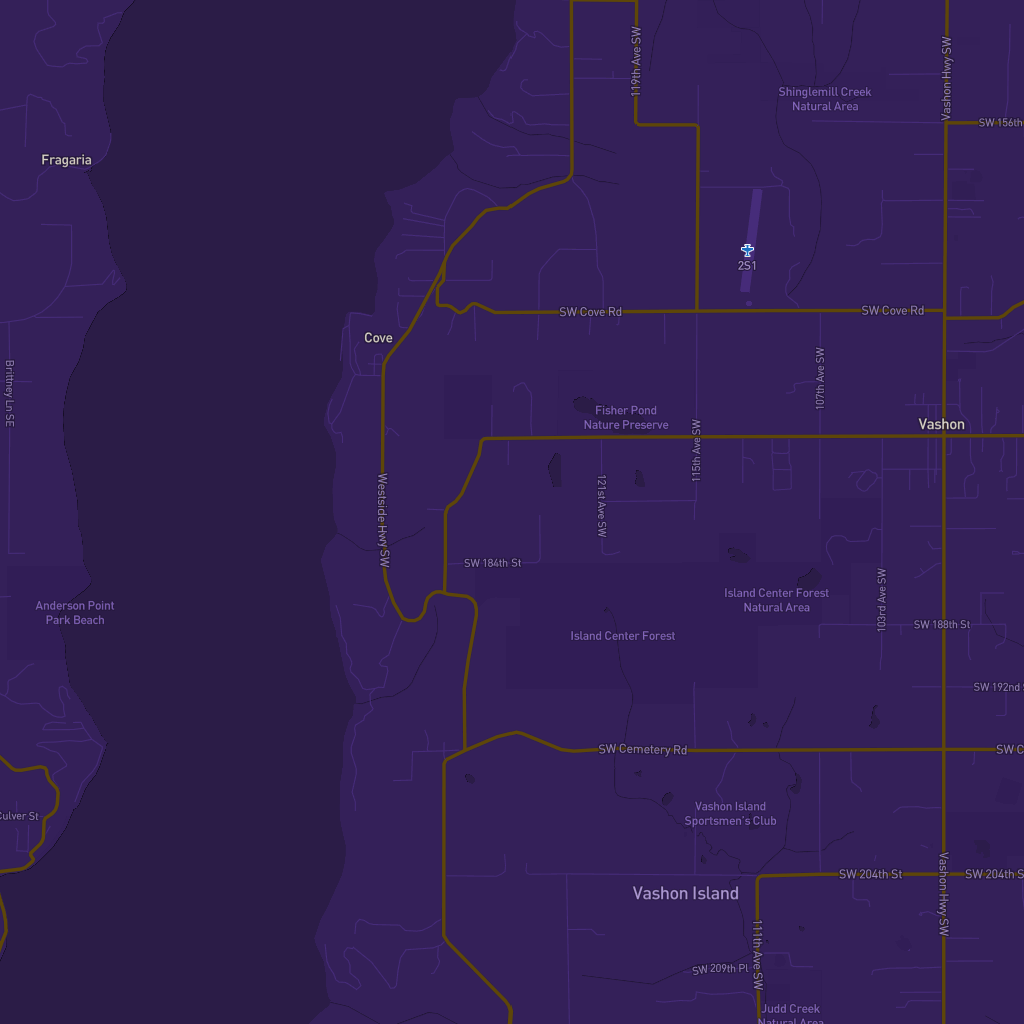 119th Ave SW
Vashon Hwy SW
Shinglemill Creek
Natural Area
SW 156th
Fragaria
2S1
SW Cove Rd
SW Cove Rd
Cove
Brittney Ln SE
107th Ave SW
Fisher Pond
Nature Preserve
115th Ave SW
Vashon
Westside Hwy SW
121st Ave SW
SW 184th St
Anderson Point
Park Beach
Island Center Forest
Natural Area
103rd Ave SW
SW 188th St
Island Center Forest
SW 192nd S
SW Cemetery Rd
SW C
Culver St
Vashon Island
Sportsmen's Club
Vashon Hwy SW
SW 204th St
SW 204th S
Vashon Island
111th Ave SW
SW 209th Pl
Judd Creek
Natural Area